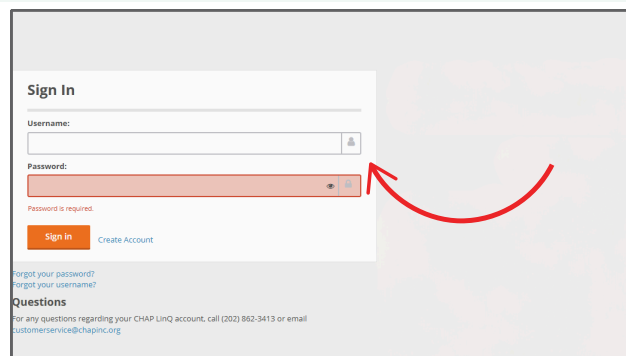 Sign In
Username:
Password:
Password is required.
Sign in
Create Account
Forgot your password?
Forgot your username?
Questions
For any questions regarding your CHAP LinQ account, call (202) 862-3413 or email
customerservice@chapinc.org